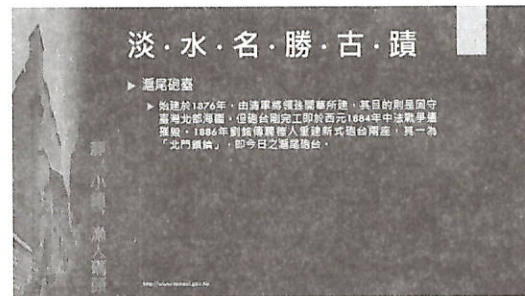 淡·水·名·勝·古·蹟
滬尾砲臺
始建於1876年，由清軍將領孫開華所建，其目的則是固守
臺灣北部海疆，但砲台剛完工即於西元1884年中法戰爭遭
摧毀。1886年劉銘傳聘德人重建新式砲台兩座，其一為
「北門鎖鑰」，即今日之滬尾砲台。